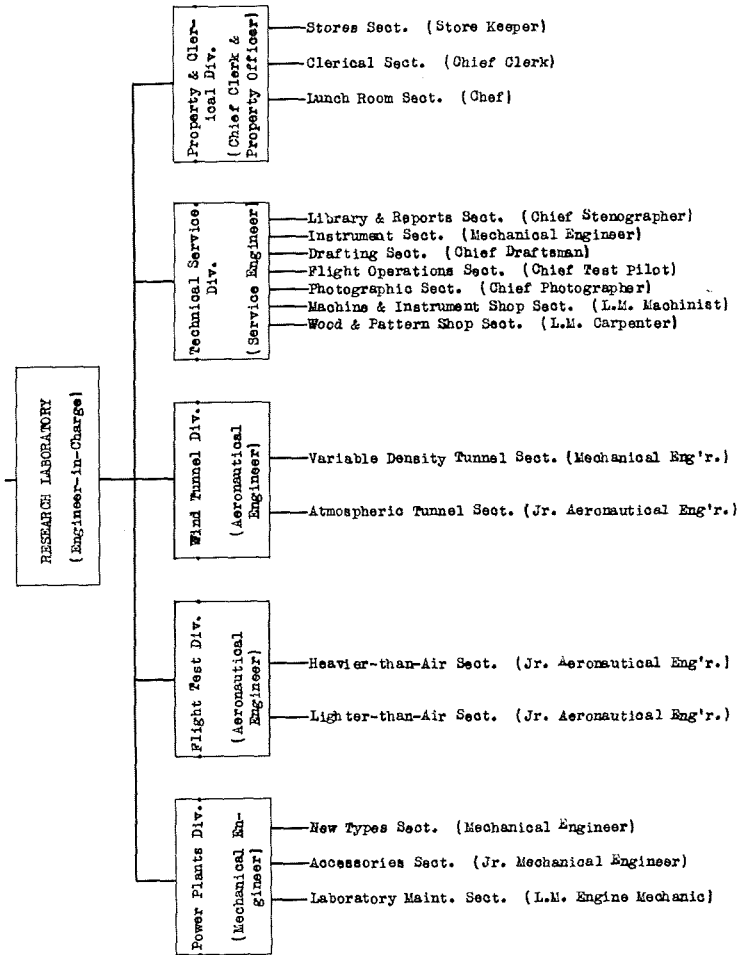 RESEARCH LABORATORY
(Engineer-in-Charge)
Property & Cler-
ical Div.
(Chief Clerk &
Property Officer)
Stores Sect. (Store Keeper)
Clerical Sect. (Chief Clerk)
Lunch Room Sect. (Chef)
Technical Service
Div.
(Service Engineer)
Library & Reports Sect. (Chief Stenographer)
Instrument Sect. (Mechanical Engineer)
Drafting Sect. (Chief Draftsman)
Flight Operations Sect. (Chief Test Pilot)
Photographic Sect. (Chief Photographer)
Machine & Instrument Shop Sect. (L.M. Machinist)
Wood & Pattern Shop Sect. (L.M. Carpenter)
Wind Tunnel Div.
(Aeronautical
Engineer)
Variable Density Tunnel Sect. (Mechanical Eng'r.)
Atmospheric Tunnel Sect. (Jr. Aeronautical Eng'r.)
Flight Test Div.
(Aeronautical
Engineer)
Heavier-than-Air Sect. (Jr. Aeronautical Eng'r.)
Lighter-than-Air Sect. (Jr. Aeronautical Eng'r.)
Power Plants Div.
(Mechanical En-
gineer)
New Types Sect. (Mechanical Engineer)
Accessories Sect. (Jr. Mechanical Engineer)
Laboratory Maint. Sect. (L.M. Engine Mechanic)